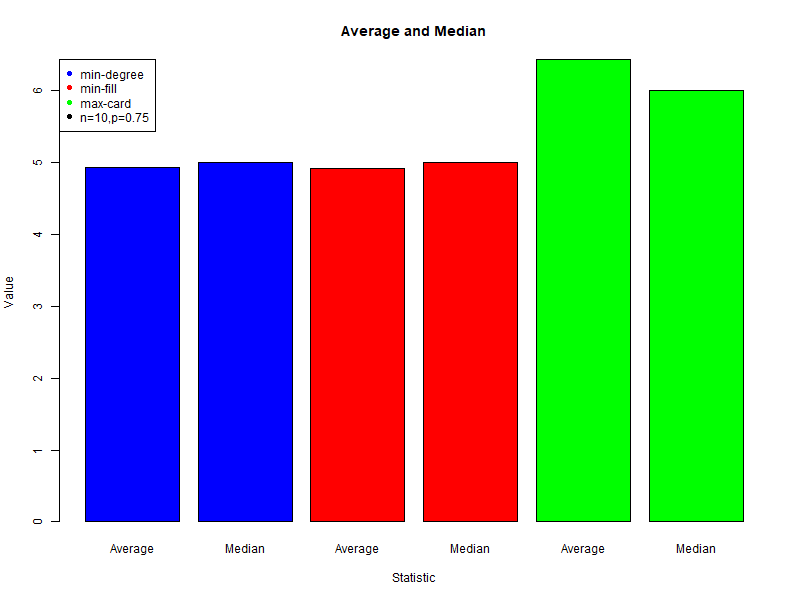 Average and Median
min-degree
min-fill
max-card
n=10,p=0.75
6
5
4
3
2
1
0
Value
Average Median Average Median Average Median
Statistic